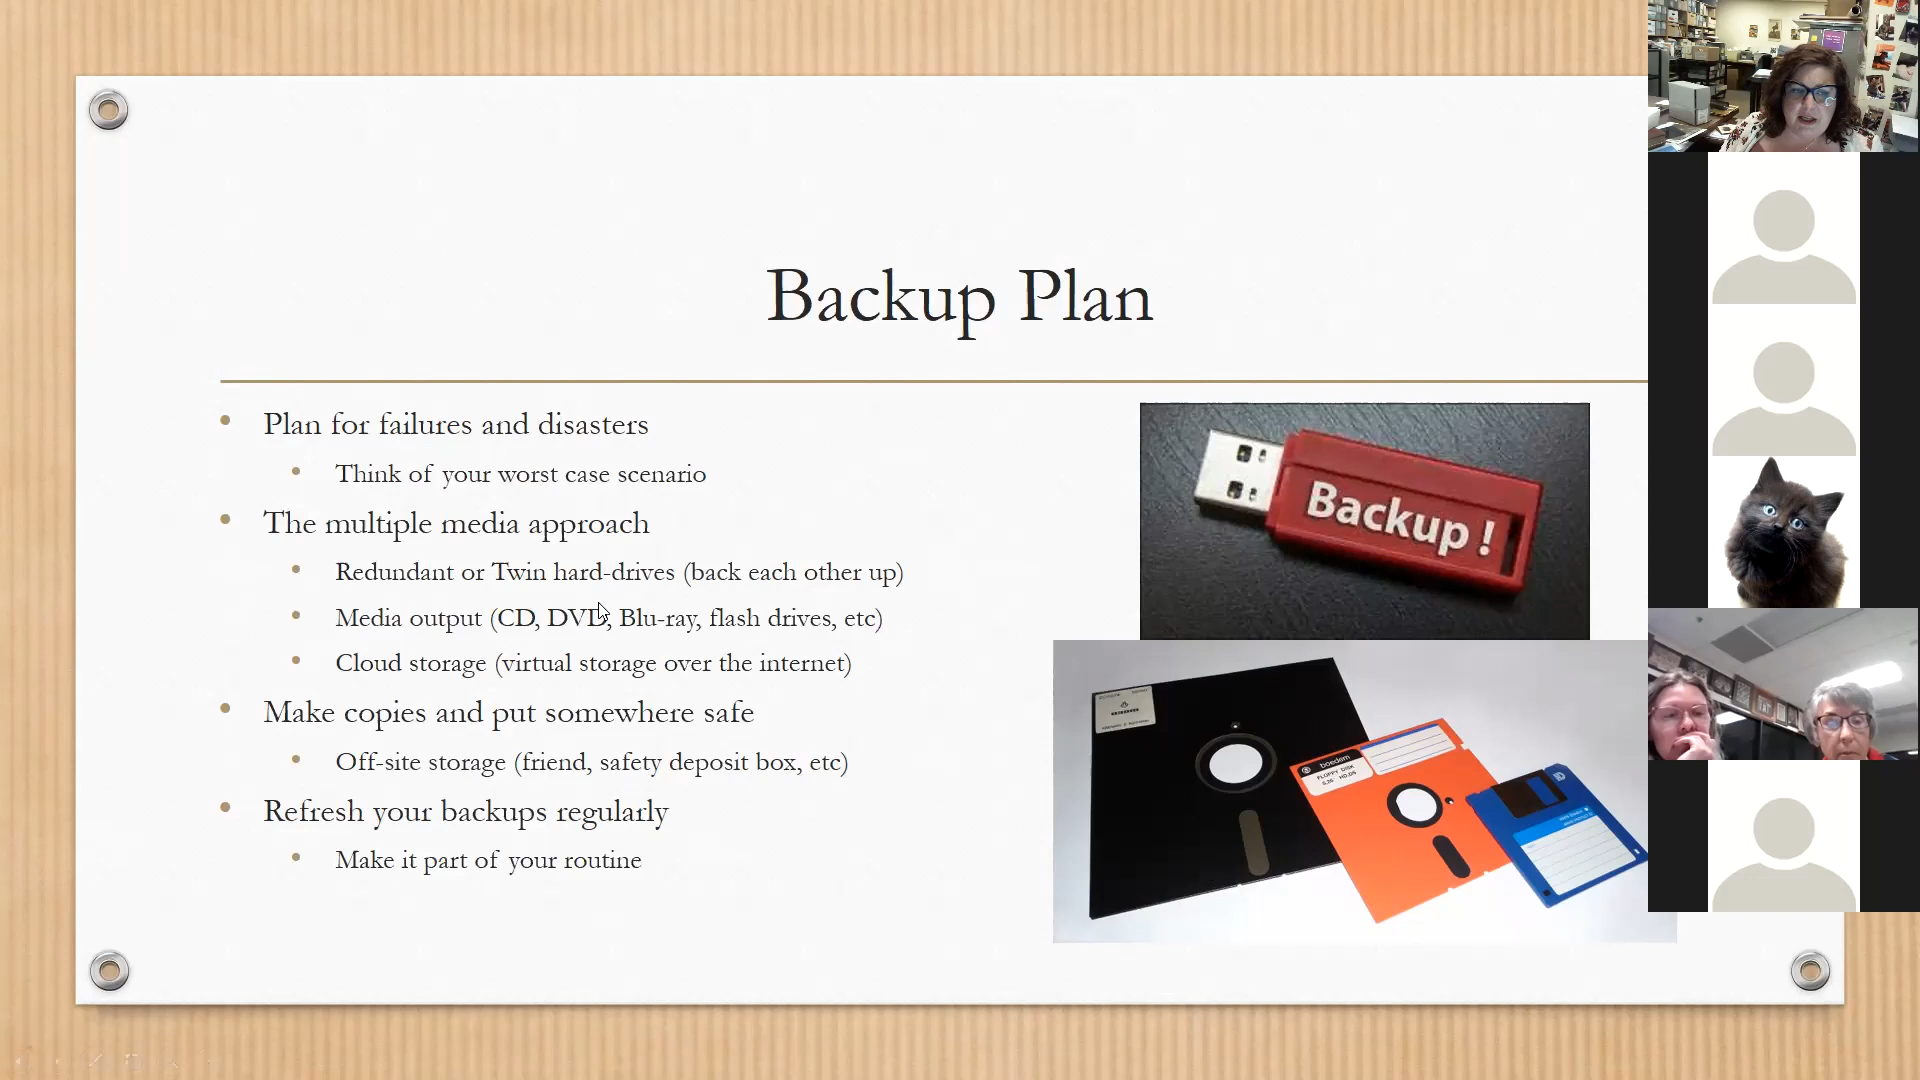 Backup Plan
• Plan for failures and disasters
• Think of your worst case scenario
• The multiple media approach
• Redundant or Twin hard-drives (back each other up)
• Media output (CD, DVD, Blu-ray, flash drives, etc)
• Cloud storage (virtual storage over the internet)
• Make copies and put somewhere safe
• Off-site storage (friend, safety deposit box, etc)
• Refresh your backups regularly
• Make it part of your routine
Backup !
boeder
FLOPPY DISK